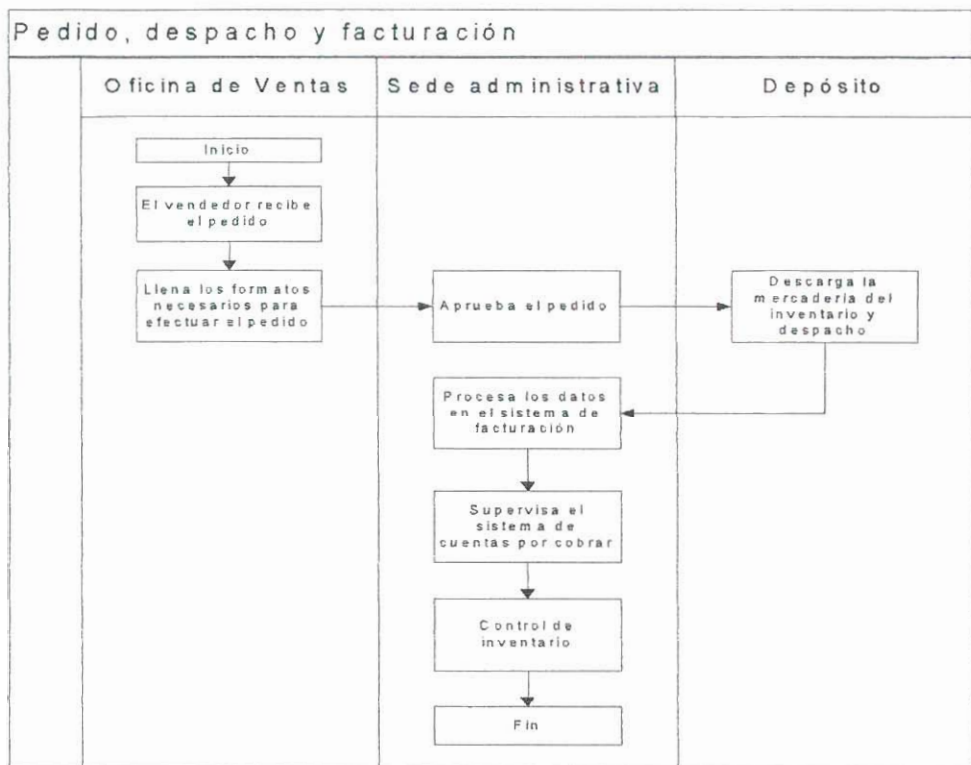 Pedido, despacho y facturación
Oficina de Ventas
Sede administrativa
Depósito
Inicio
El vendedor recibe
el pedido
Llena los formatos
necesarios para
efectuar el pedido
Aprueba el pedido
Descarga la
mercadería del
inventario y
despacho
Procesa los datos
en el sistema de
facturación
Supervisa el
sistema de
cuentas por cobrar
Control de
inventario
Fin